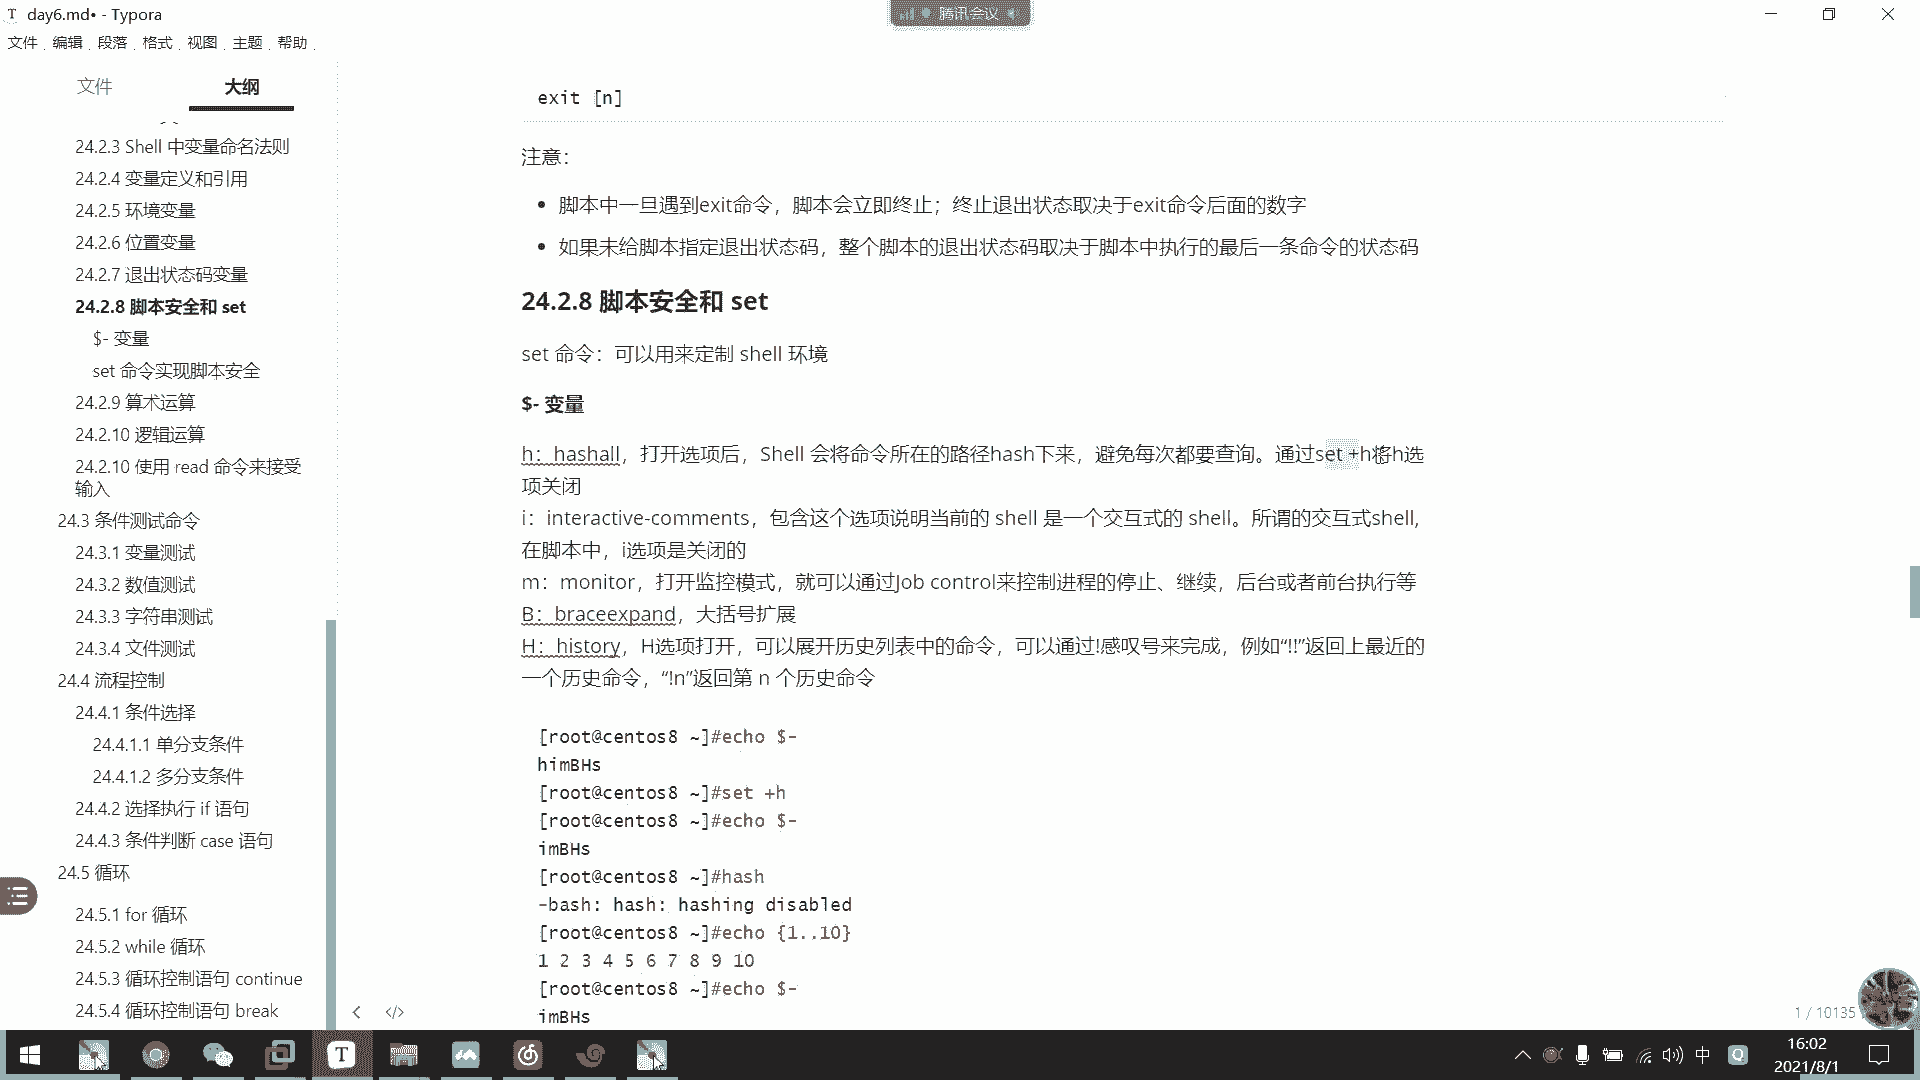 day6.md• - Typora
腾讯会议
文件 编辑 段落 格式 视图 主题 帮助
文件 大纲
24.2.3 Shell 中变量命名法则
24.2.4 变量定义和引用
24.2.5 环境变量
24.2.6 位置变量
24.2.7 退出状态码变量
24.2.8 脚本安全和 set
$- 变量
set 命令实现脚本安全
24.2.9 算术运算
24.2.10 逻辑运算
24.2.10 使用 read 命令来接受
输入
24.3 条件测试命令
24.3.1 变量测试
24.3.2 数值测试
24.3.3 字符串测试
24.3.4 文件测试
24.4 流程控制
24.4.1 条件选择
24.4.1.1 单分支条件
24.4.1.2 多分支条件
24.4.2 选择执行 if 语句
24.4.3 条件判断 case 语句
24.5 循环
24.5.1 for 循环
24.5.2 while 循环
24.5.3 循环控制语句 continue
24.5.4 循环控制语句 break
exit [n]
注意：
• 脚本中一旦遇到exit命令，脚本会立即终止；终止退出状态取决于exit命令后面的数字
• 如果未给脚本指定退出状态码，整个脚本的退出状态码取决于脚本中执行的最后一条命令的状态码
24.2.8 脚本安全和 set
set 命令：可以用来定制 shell 环境
$- 变量
h：hashall，打开选项后，Shell 会将命令所在的路径hash下来，避免每次都要查询。通过set +h将h选
项关闭
i：interactive-comments，包含这个选项说明当前的 shell 是一个交互式的 shell。所谓的交互式shell,
在脚本中，i选项是关闭的
m：monitor，打开监控模式，就可以通过Job control来控制进程的停止、继续，后台或者前台执行等
B：braceexpand，大括号扩展
H：history，H选项打开，可以展开历史列表中的命令，可以通过!感叹号来完成，例如“!!”返回上最近的
一个历史命令，“!n”返回第 n 个历史命令
[root@centos8 ~]#echo $-
himBHs
[root@centos8 ~]#set +h
[root@centos8 ~]#echo $-
imBHs
[root@centos8 ~]#hash
-bash: hash: hashing disabled
[root@centos8 ~]#echo {1..10}
1 2 3 4 5 6 7 8 9 10
[root@centos8 ~]#echo $-
imBHs
1 / 10135
中
16:02
2021/8/1